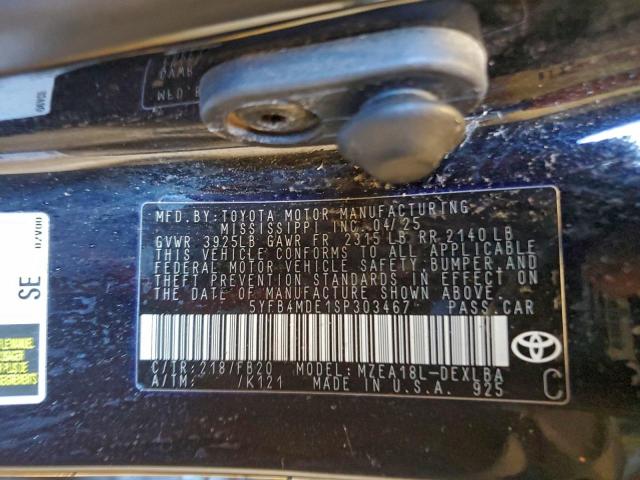 MFD.BY:TOYOTA MOTOR MANUFACTURING
MISSISSIPPI INC. 04/25
GVWR 3925LB GAWR FR 2315 LB RR 2140 LB
THIS VEHICLE CONFORMS TO ALL APPLICABLE
FEDERAL MOTOR VEHICLE SAFETY, BUMPER, AND
THEFT PREVENTION STANDARDS IN EFFECT ON
THE DATE OF MANUFACTURE SHOWN ABOVE.
5YFB4MDE1SP303467 PASS.CAR
C/TR:218/FB20 MODEL:MZEA18L-DEXLBA
A/TM: /K121 MADE IN U.S.A. 925
C
SE